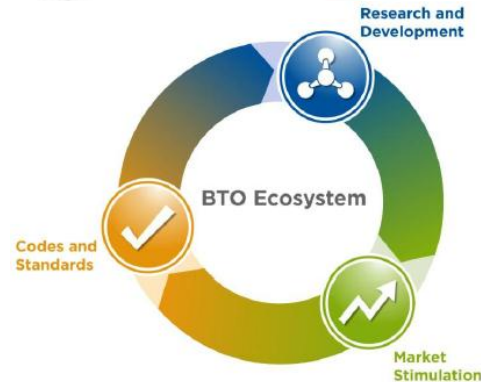 Research and
Development
BTO Ecosystem
Codes and
Standards
Market
Stimulation